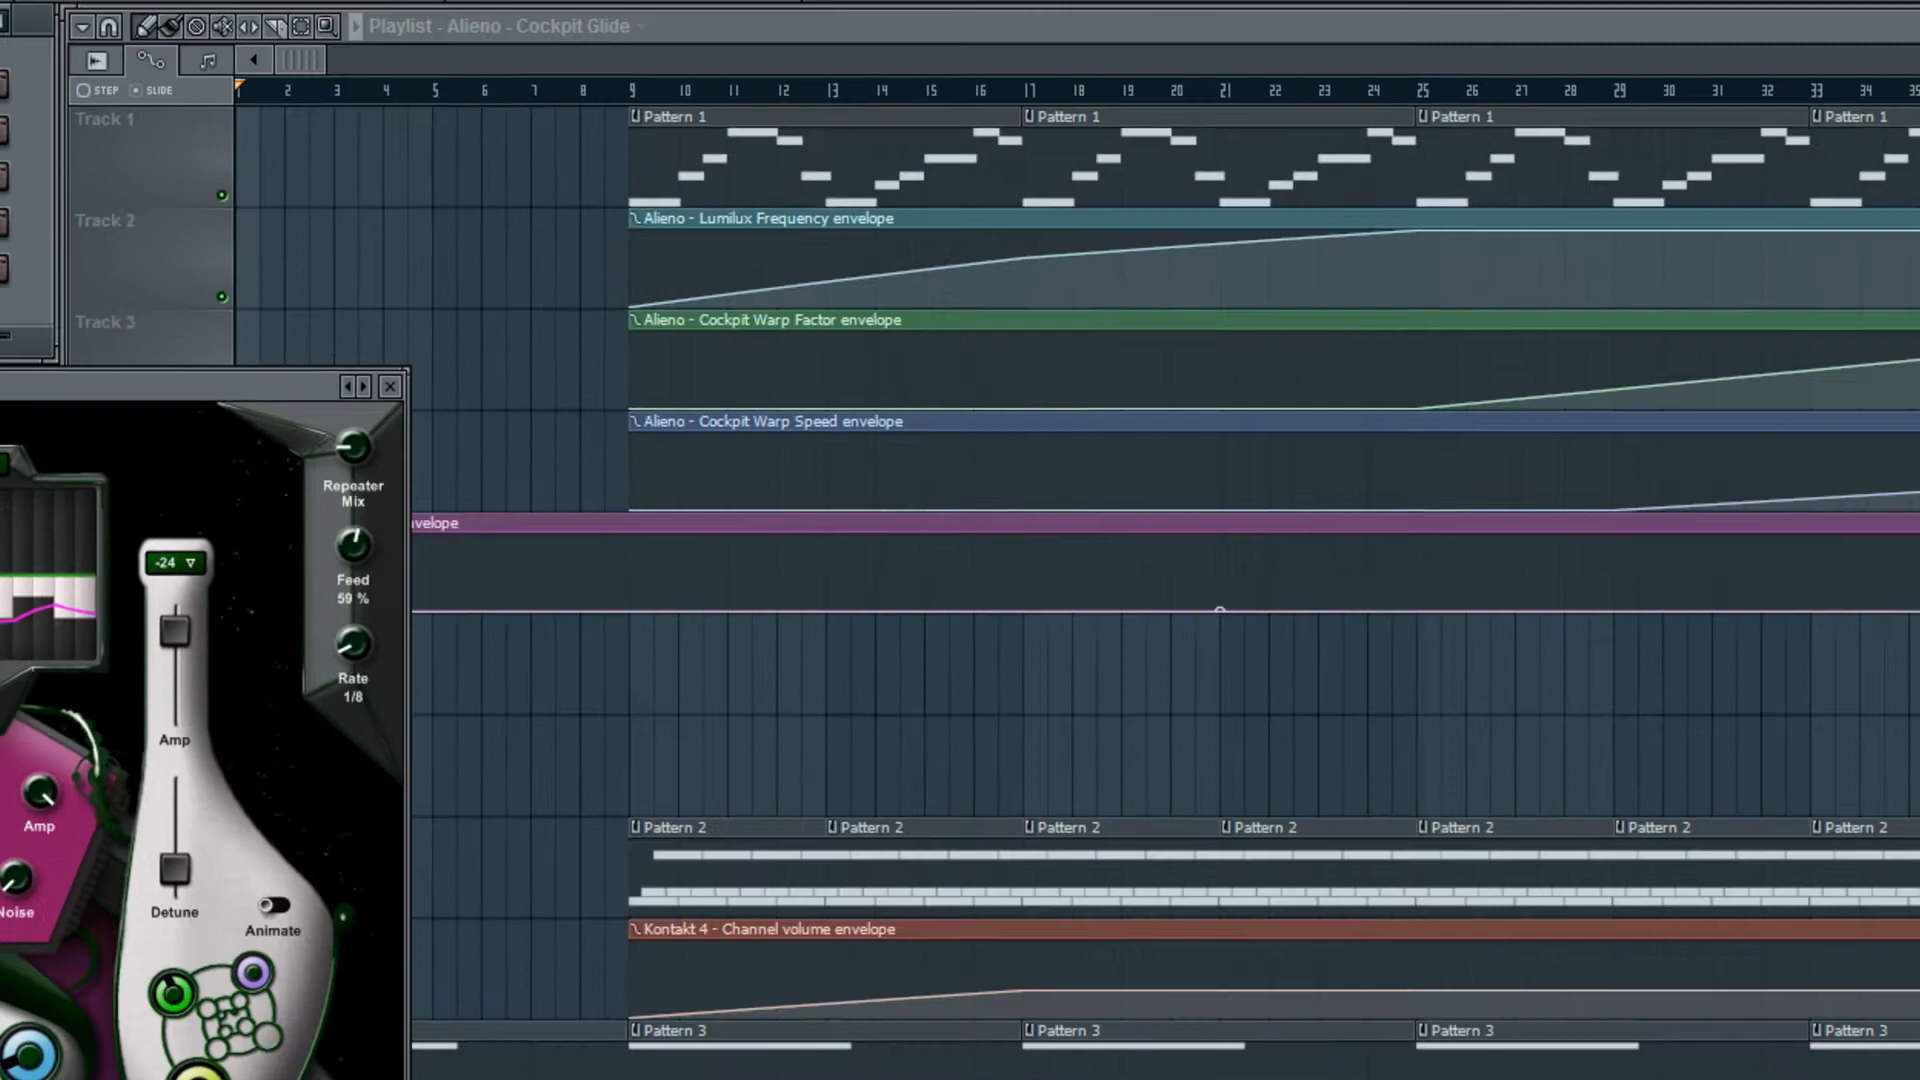 Playlist - Alieno - Cockpit Glide
STEP SLIDE
1 2 3 4 5 6 7 8 9 10 11 12 13 14 15 16 17 18 19 20 21 22 23 24 25 26 27 28 29 30 31 32 33 34 35
Track 1
Pattern 1 Pattern 1 Pattern 1 Pattern 1
Track 2
Alieno - Lumilux Frequency envelope
Track 3
Alieno - Cockpit Warp Factor envelope
Alieno - Cockpit Warp Speed envelope
nvelope
Repeater
Mix
Feed
59 %
Rate
1/8
-24
Amp
Detune
Animate
Amp
Noise
Pattern 2 Pattern 2 Pattern 2 Pattern 2 Pattern 2 Pattern 2 Pattern 2
Kontakt 4 - Channel volume envelope
Pattern 3 Pattern 3 Pattern 3 Pattern 3